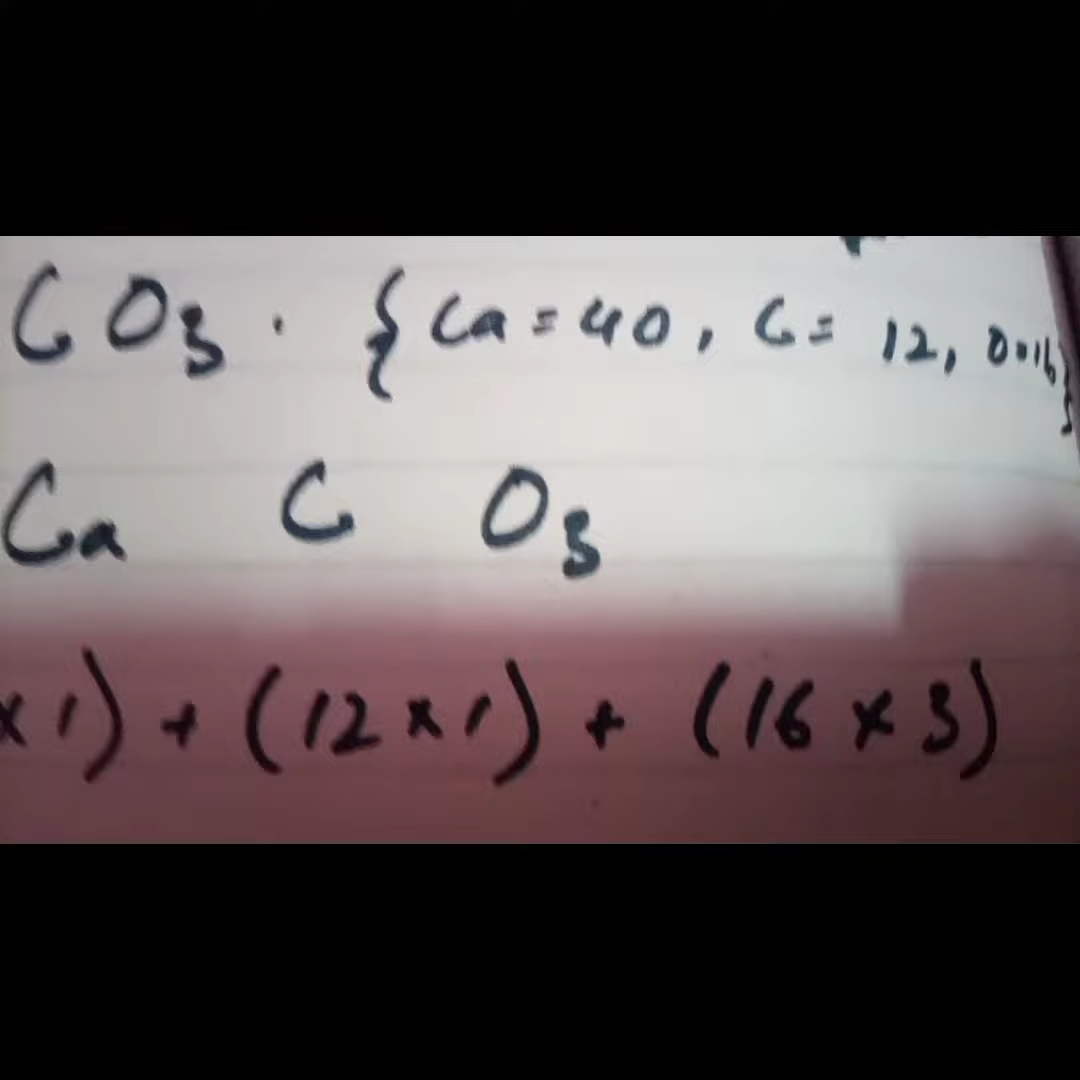 CO₃. {Ca = 40, C = 12, O=16}
Ca C O₃
x 1) + (12 x 1) + (16 x 3)